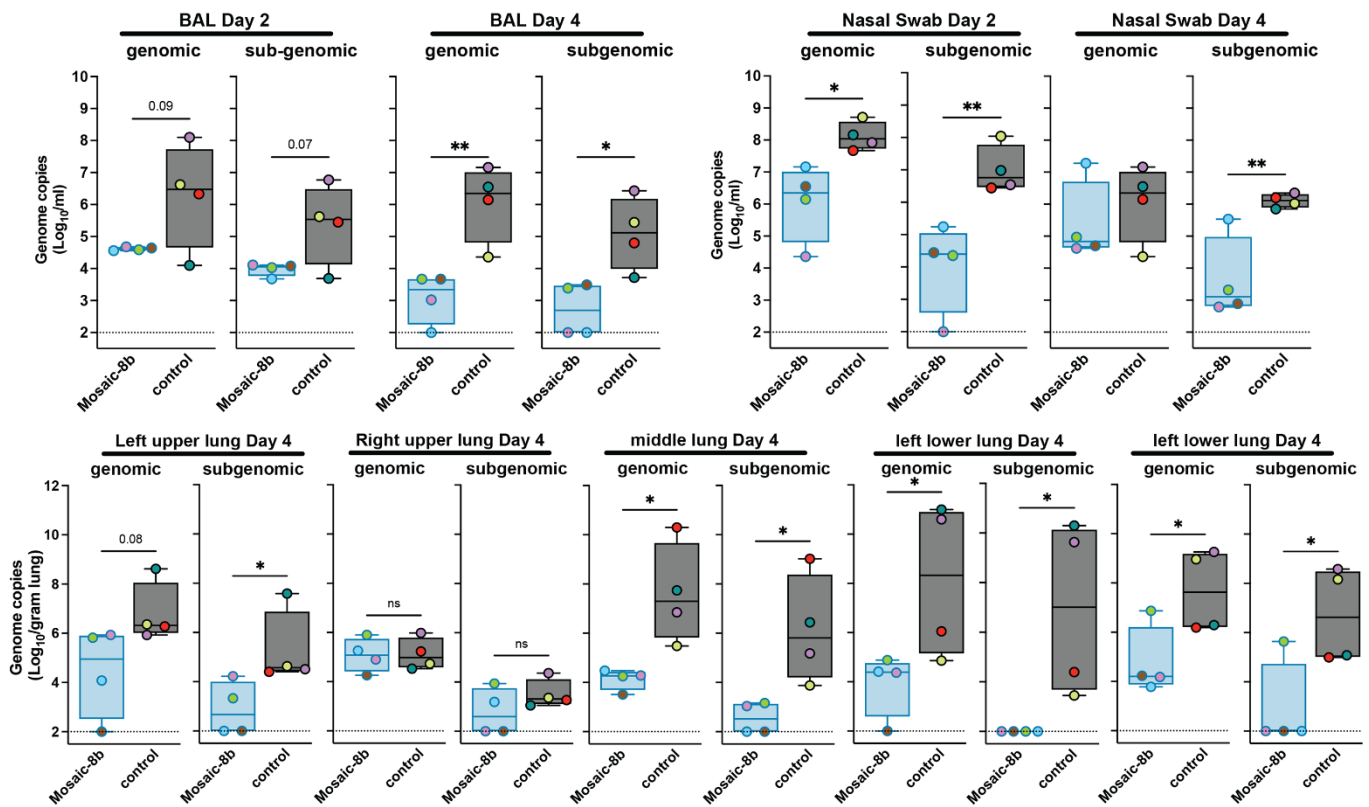 BAL Day 2
BAL Day 4
Nasal Swab Day 2
Nasal Swab Day 4
genomic
sub-genomic
genomic
subgenomic
genomic
subgenomic
genomic
subgenomic
Genome copies
(Log10/ml)
10
9
8
7
6
5
4
3
2
0.09
0.07
**
*
Genome copies
(Log10/ml)
10
9
8
7
6
5
4
3
2
*
**
**
Mosaic-8b
control
Mosaic-8b
control
Mosaic-8b
control
Mosaic-8b
control
Mosaic-8b
control
Mosaic-8b
control
Mosaic-8b
control
Mosaic-8b
control
Left upper lung Day 4
Right upper lung Day 4
middle lung Day 4
left lower lung Day 4
left lower lung Day 4
genomic
subgenomic
genomic
subgenomic
genomic
subgenomic
genomic
subgenomic
genomic
subgenomic
Genome copies
(Log10/gram lung)
12
10
8
6
4
2
0.08
*
ns
ns
*
*
*
*
*
*
Mosaic-8b
control
Mosaic-8b
control
Mosaic-8b
control
Mosaic-8b
control
Mosaic-8b
control
Mosaic-8b
control
Mosaic-8b
control
Mosaic-8b
control
Mosaic-8b
control
Mosaic-8b
control